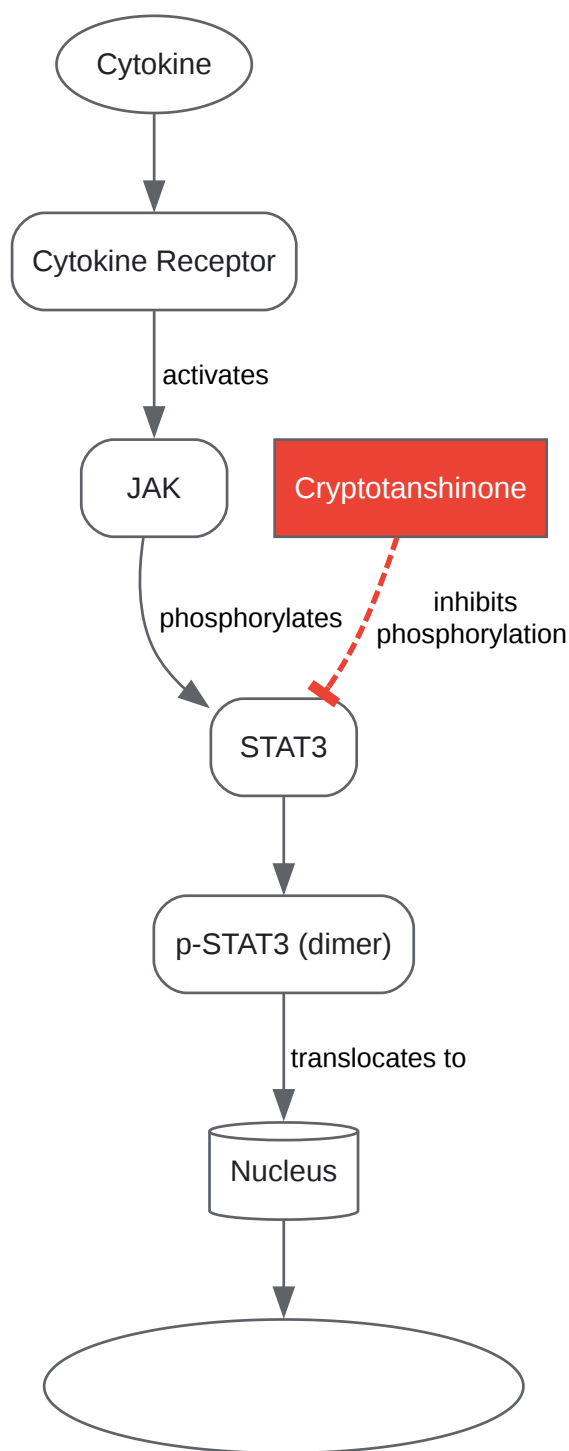 Cytokine
Cytokine Receptor
activates
JAK
Cryptotanshinone
phosphorylates
inhibits
phosphorylation
STAT3
p-STAT3 (dimer)
translocates to
Nucleus